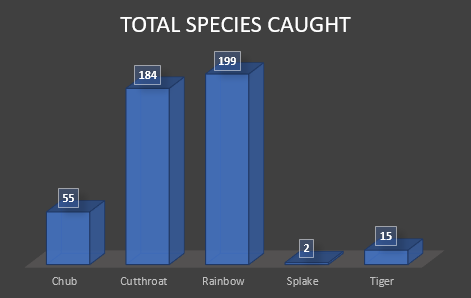 TOTAL SPECIES CAUGHT
55
184
199
2
15
Chub
Cutthroat
Rainbow
Splake
Tiger